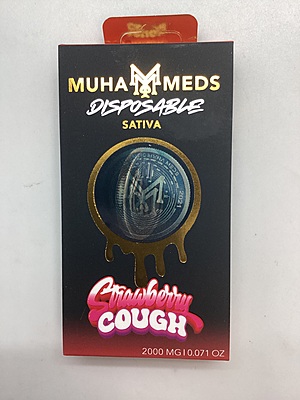 MUHA MEDS
DISPOSABLE
SATIVA
Strawberry
COUGH
2000 MG | 0.071 OZ